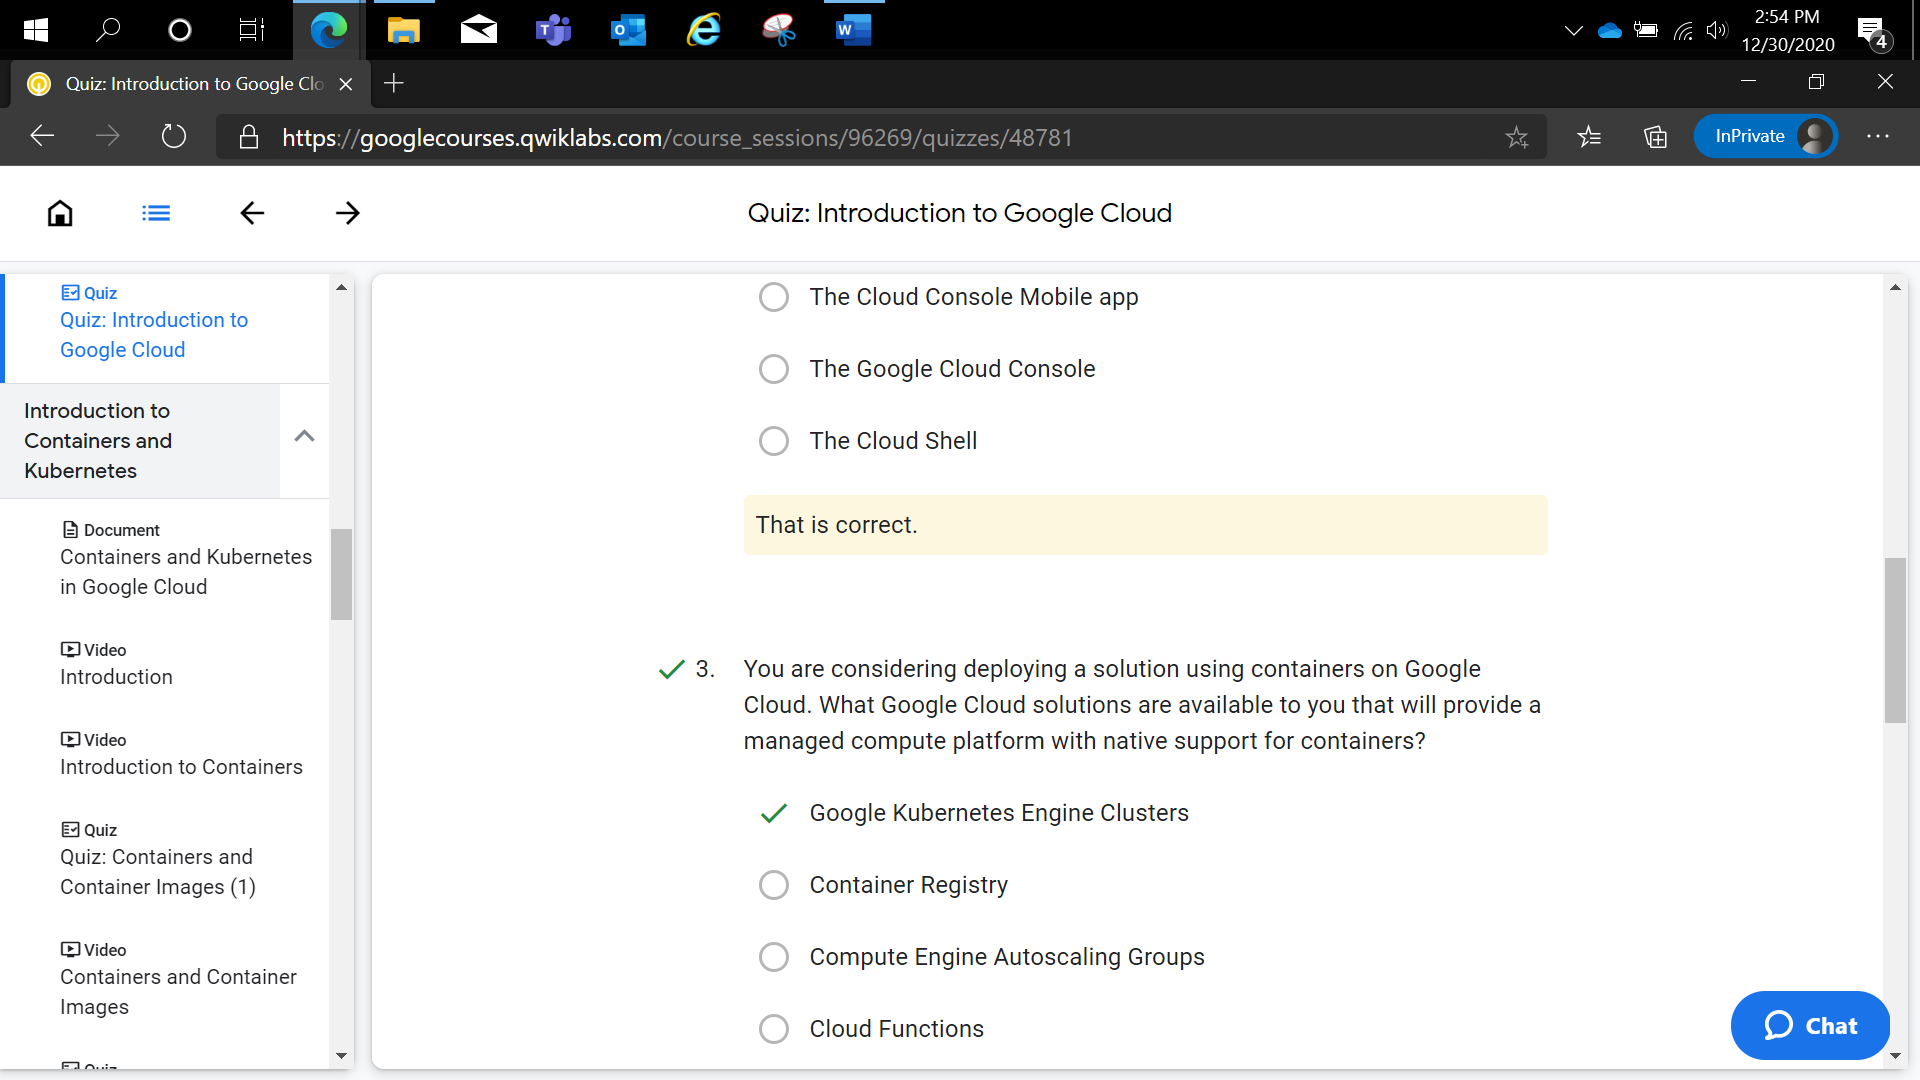 2:54 PM
12/30/2020
4
Quiz: Introduction to Google Clo
https://googlecourses.qwiklabs.com/course_sessions/96269/quizzes/48781
InPrivate
Quiz: Introduction to Google Cloud
Quiz
Quiz: Introduction to
Google Cloud
Introduction to
Containers and
Kubernetes
Document
Containers and Kubernetes
in Google Cloud
Video
Introduction
Video
Introduction to Containers
Quiz
Quiz: Containers and
Container Images (1)
Video
Containers and Container
Images
Quiz
The Cloud Console Mobile app
The Google Cloud Console
The Cloud Shell
That is correct.
3. You are considering deploying a solution using containers on Google
Cloud. What Google Cloud solutions are available to you that will provide a
managed compute platform with native support for containers?
Google Kubernetes Engine Clusters
Container Registry
Compute Engine Autoscaling Groups
Cloud Functions
Chat